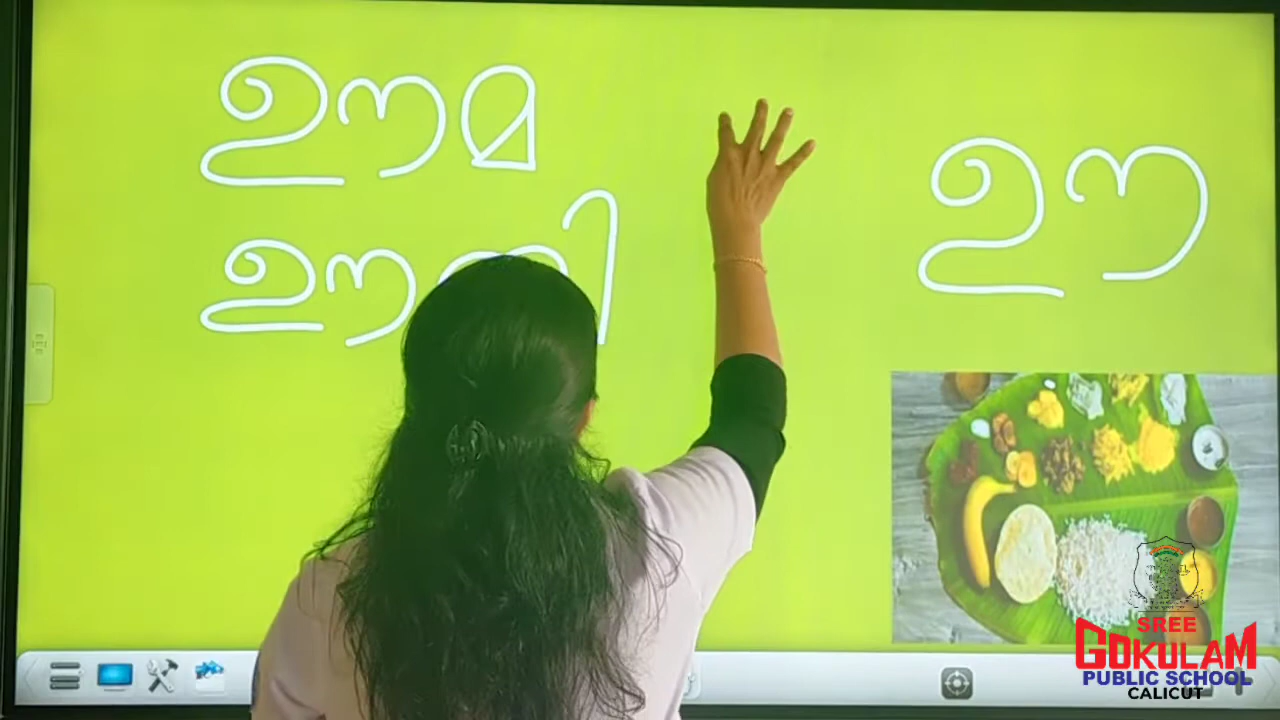 ഊമ
ഊ
SREE
GOKULAM
PUBLIC SCHOOL
CALICUT